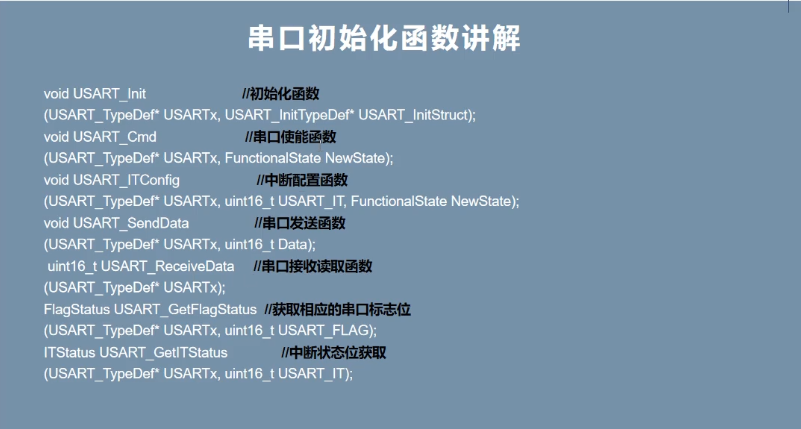 串口初始化函数讲解
void USART_Init //初始化函数
(USART_TypeDef* USARTx, USART_InitTypeDef* USART_InitStruct);
void USART_Cmd //串口使能函数
(USART_TypeDef* USARTx, FunctionalState NewState);
void USART_ITConfig //中断配置函数
(USART_TypeDef* USARTx, uint16_t USART_IT, FunctionalState NewState);
void USART_SendData //串口发送函数
(USART_TypeDef* USARTx, uint16_t Data);
uint16_t USART_ReceiveData //串口接收读取函数
(USART_TypeDef* USARTx);
FlagStatus USART_GetFlagStatus //获取相应的串口标志位
(USART_TypeDef* USARTx, uint16_t USART_FLAG);
ITStatus USART_GetITStatus //中断状态位获取
(USART_TypeDef* USARTx, uint16_t USART_IT);